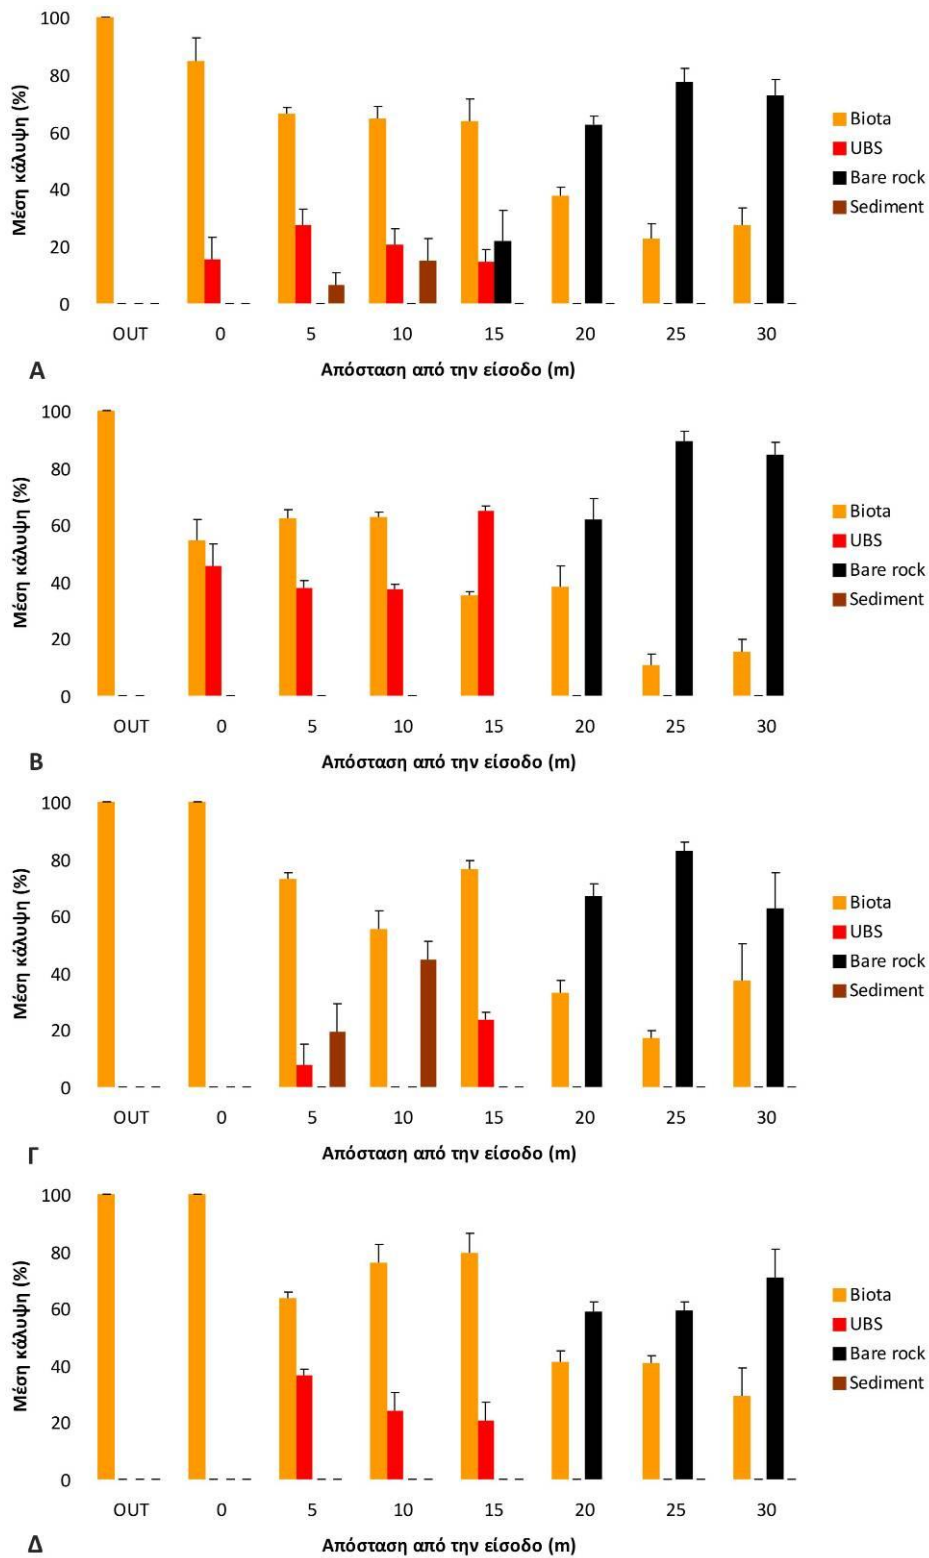 Μέση κάλυψη (%)
100
80
60
40
20
0
OUT 0 5 10 15 20 25 30
Απόσταση από την είσοδο (m)
Biota
UBS
Bare rock
Sediment
Α
Μέση κάλυψη (%)
100
80
60
40
20
0
OUT 0 5 10 15 20 25 30
Απόσταση από την είσοδο (m)
Biota
UBS
Bare rock
Sediment
Β
Μέση κάλυψη (%)
100
80
60
40
20
0
OUT 0 5 10 15 20 25 30
Απόσταση από την είσοδο (m)
Biota
UBS
Bare rock
Sediment
Γ
Μέση κάλυψη (%)
100
80
60
40
20
0
OUT 0 5 10 15 20 25 30
Απόσταση από την είσοδο (m)
Biota
UBS
Bare rock
Sediment
Δ